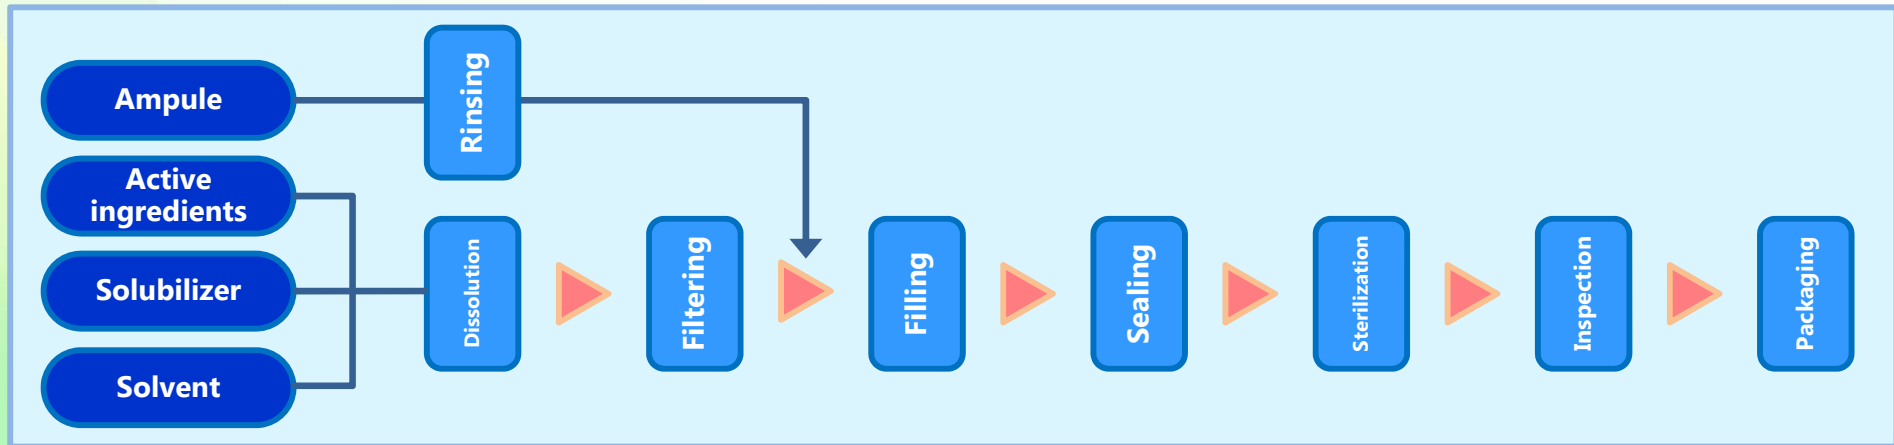 Ampule
Rinsing
Active
ingredients
Solubilizer
Solvent
Dissolution
Filtering
Filling
Sealing
Sterilization
Inspection
Packaging